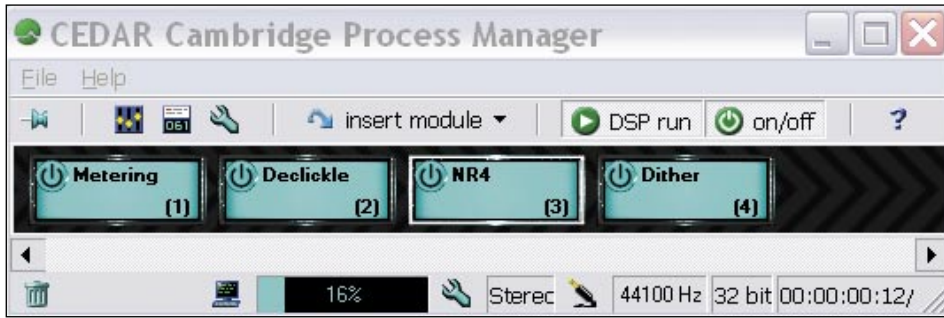 CEDAR Cambridge Process Manager
File Help
insert module DSP run on/off ?
Metering Declickle NR4 Dither
(1) (2) (3) (4)
16% Sterec 44100 Hz 32 bit 00:00:00:12/